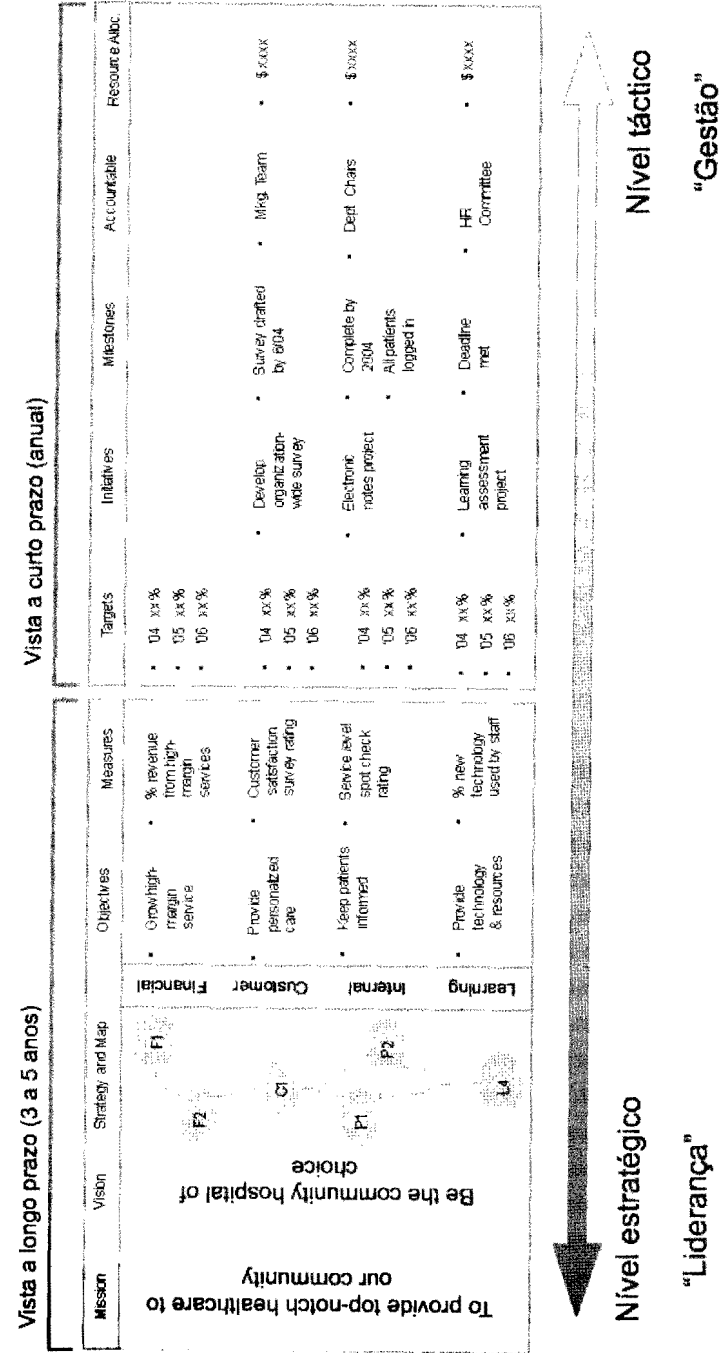 Vista a longo prazo (3 a 5 anos)
Vista a curto prazo (anual)
Mission
Vision
Strategy and Map
Objectives
Measures
Targets
Initiatives
Milestones
Accountable
Resource Alloc.
To provide top-notch healthcare to
our community
Be the community hospital of
choice
F1
F2
C1
P1
P2
L4
Financial
• Grow high-
margin
service
• % revenue
from high-
margin
services
• '04 xx%
• '05 xx%
• '06 xx%
Customer
• Provide
personalized
care
• Customer
satisfaction
survey rating
• '04 xx%
• '05 xx%
• '06 xx%
• Develop
organization-
wide survey
• Survey drafted
by 6/04
• Mkg. Team
• $xxxx
Internal
• Keep patients
informed
• Service level
spot check
rating
• '04 xx%
• '05 xx%
• '06 xx%
• Electronic
notes project
• Complete by
2004
• All patients
logged in
• Dept. Chars
• $xxxx
Learning
• Provide
technology
& resources
• % new
technology
used by staff
• '04 xx%
• '05 xx%
• '06 xx%
• Learning
assessment
project
• Deadline
met
• HR
Committee
• $xxxx
Nível estratégico
Nível táctico
“Liderança”
“Gestão”